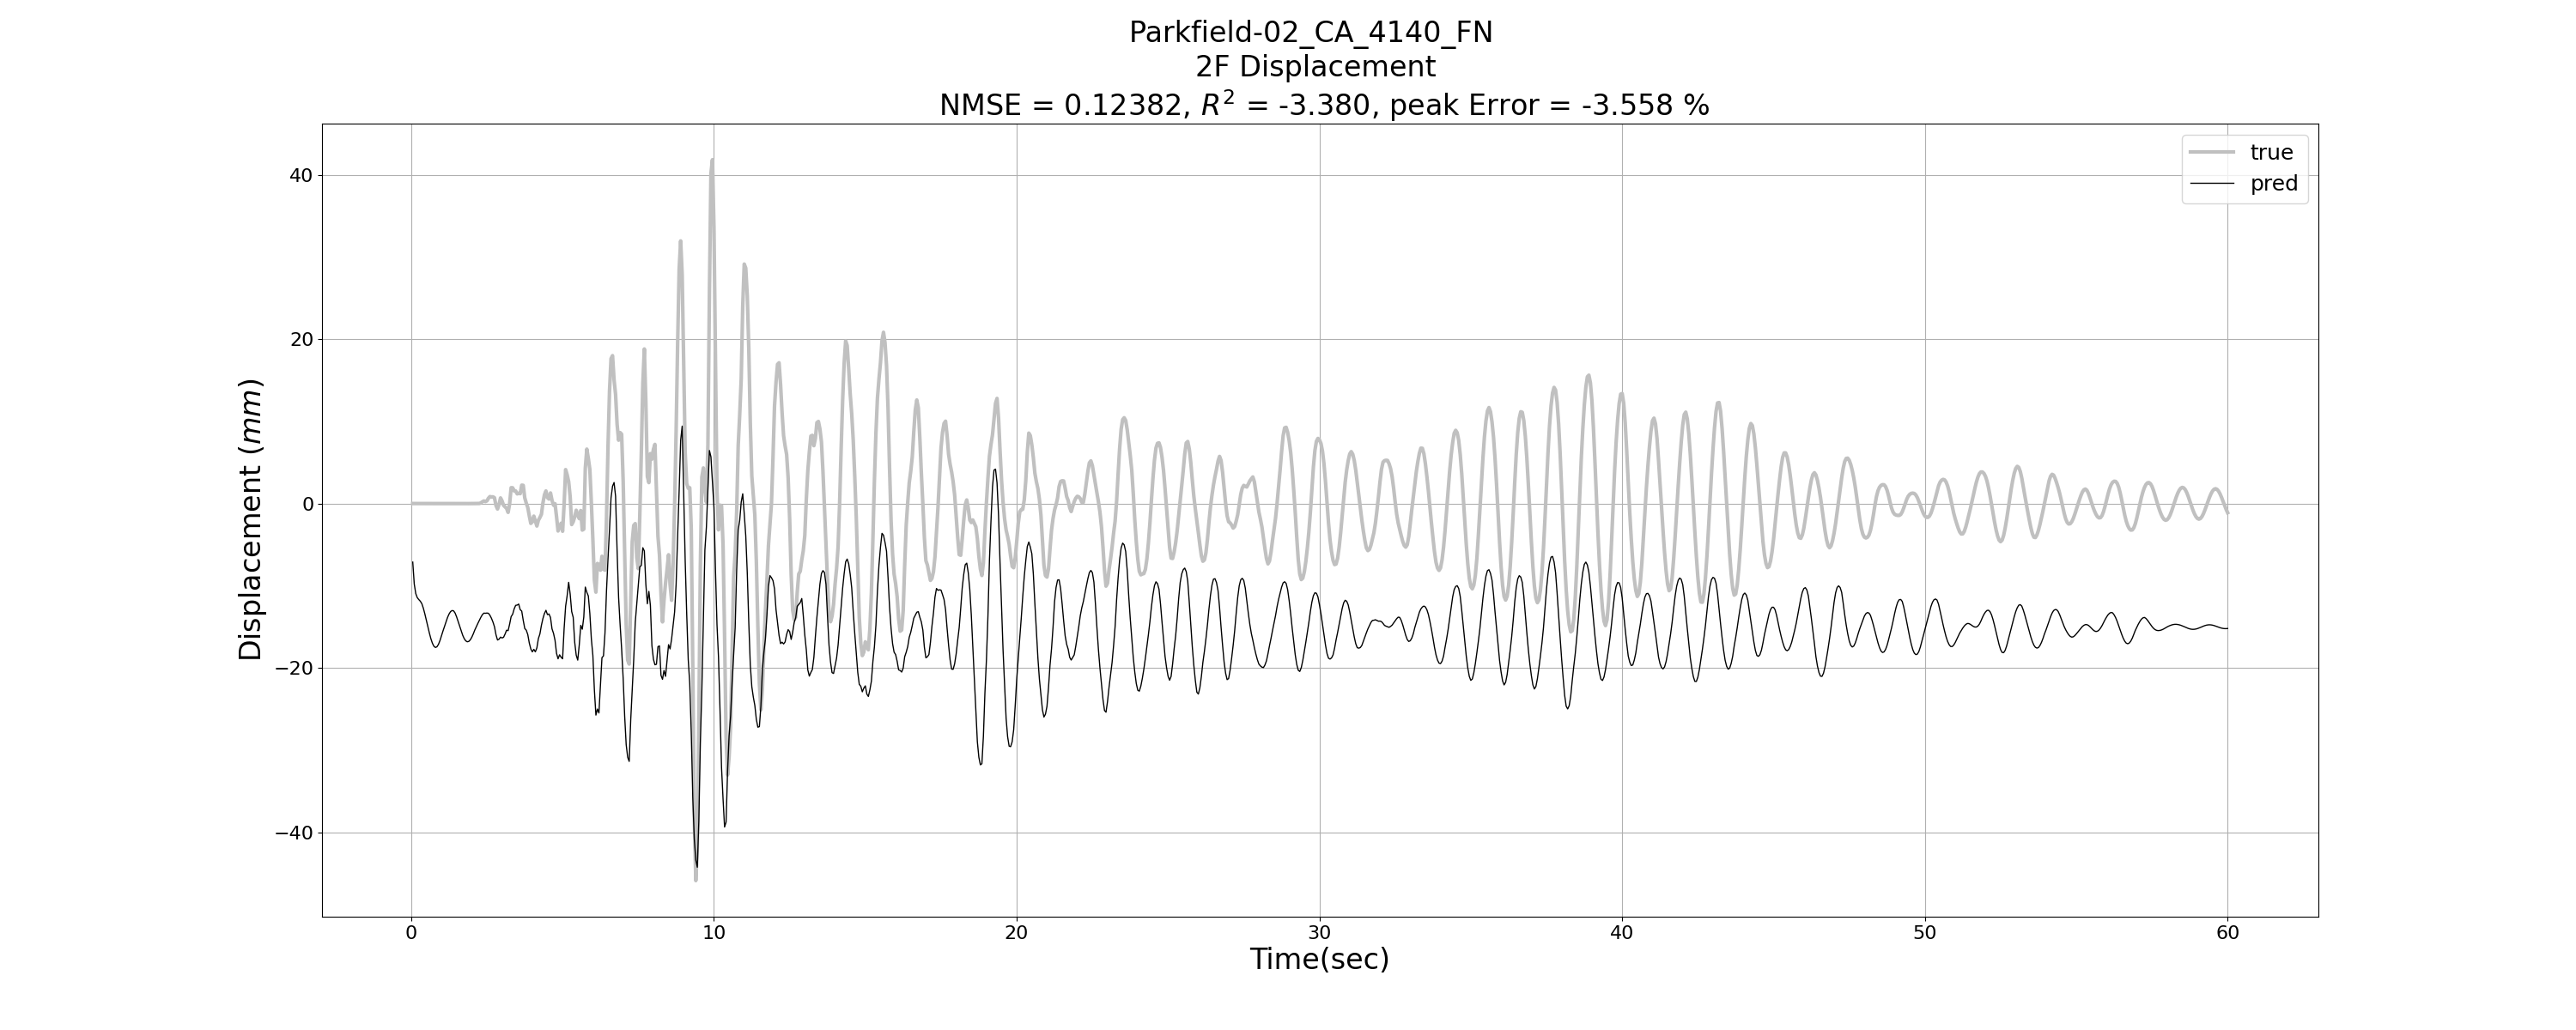 Parkfield-02_CA_4140_FN
2F Displacement
NMSE = 0.12382, R² = -3.380, peak Error = -3.558 %
true
pred
Displacement (mm)
40
20
0
−20
−40
0 10 20 30 40 50 60
Time(sec)